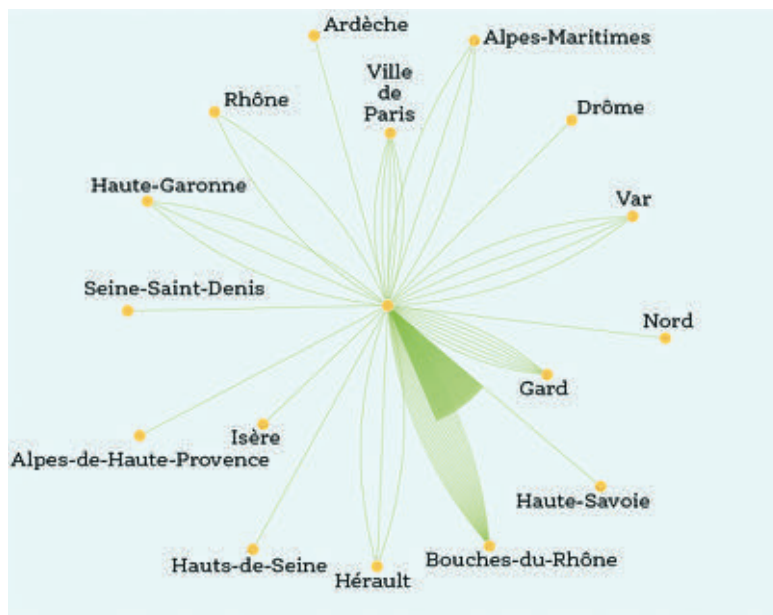 Ardèche
Alpes-Maritimes
Ville
de
Paris
Rhône
Drôme
Haute-Garonne
Var
Seine-Saint-Denis
Nord
Gard
Isère
Alpes-de-Haute-Provence
Haute-Savoie
Bouches-du-Rhône
Hauts-de-Seine
Hérault